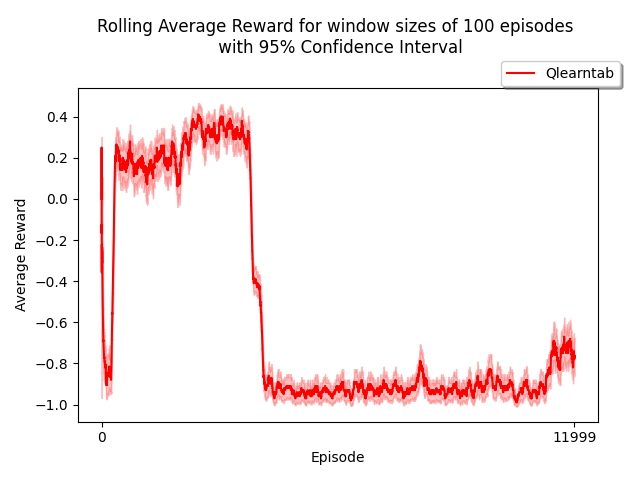 Rolling Average Reward for window sizes of 100 episodes
with 95% Confidence Interval
Qlearntab
0.4
0.2
0.0
−0.2
−0.4
−0.6
−0.8
−1.0
Average Reward
0
11999
Episode